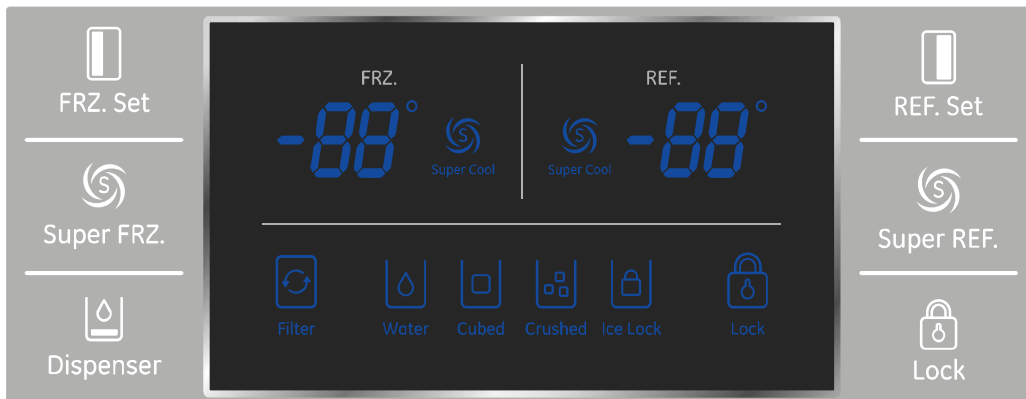 FRZ. Set
Super FRZ.
Dispenser
FRZ.
-88°
Super Cool
REF.
Super Cool
-88°
Filter
Water
Cubed
Crushed
Ice Lock
Lock
REF. Set
Super REF.
Lock